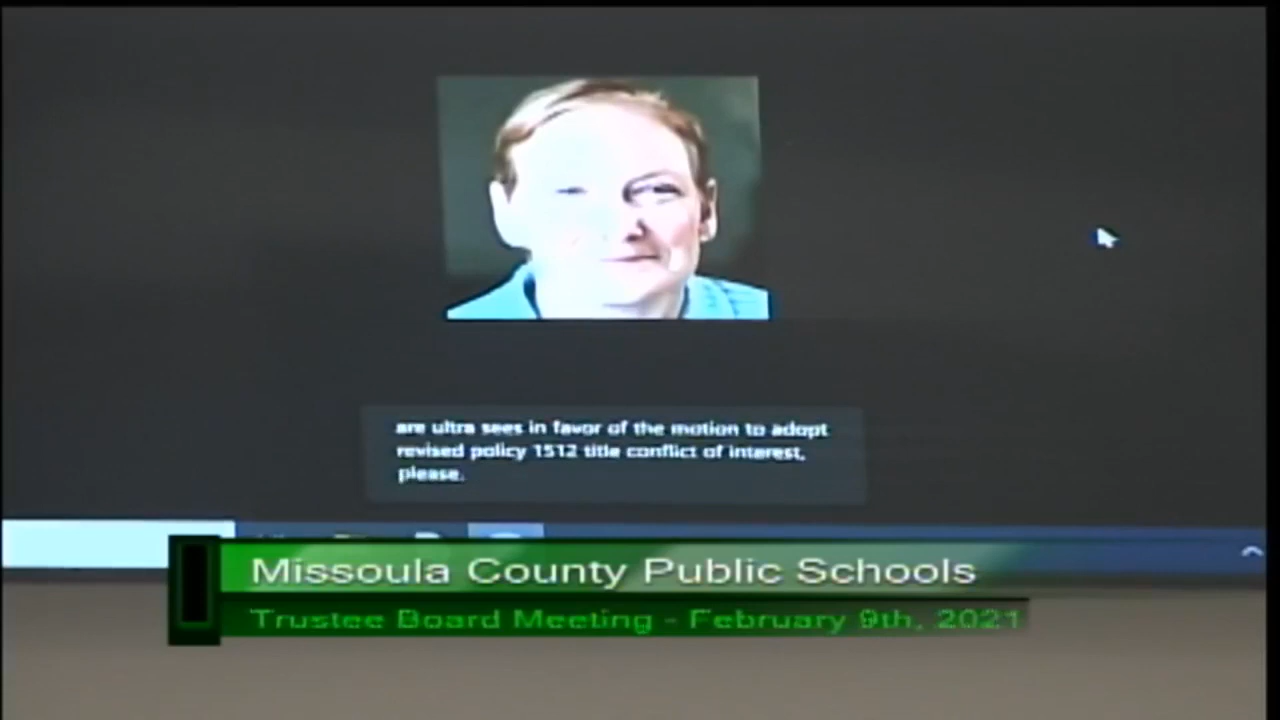 are ultra sees in favor of the motion to adopt
revised policy 1512 title conflict of interest,
please.
Missoula County Public Schools
Trustee Board Meeting - February 9th, 2021